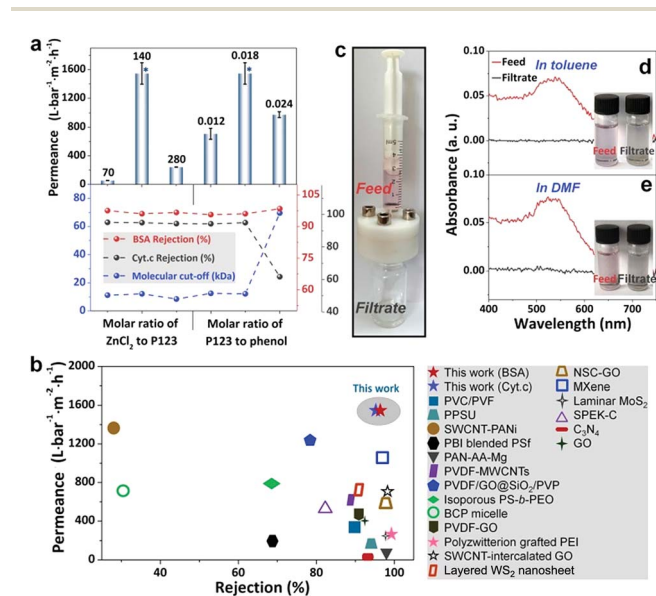 a
Permeance (L·bar⁻¹·m⁻²·h⁻¹)
1600
1200
800
400
0
70
140
*
280
0.012
0.018
*
0.024
80
60
40
20
0
105
90
75
60
100
80
60
40
BSA Rejection (%)
Cyt.c Rejection (%)
Molecular cut-off (kDa)
Molar ratio of
ZnCl₂ to P123
Molar ratio of
P123 to phenol
c
Feed
Filtrate
Absorbance (a. u.)
Feed
Filtrate
In toluene
d
0.10
0.05
0.00
Feed
Filtrate
In DMF
e
0.10
0.05
0.00
Feed
Filtrate
400
500
600
700
Wavelength (nm)
b
Permeance (L·bar⁻¹·m⁻²·h⁻¹)
2000
1600
1200
800
400
0
This work
40
60
80
100
Rejection (%)
This work (BSA)
This work (Cyt.c)
PVC/PVF
PPSU
SWCNT-PANi
PBI blended PSf
PAN-AA-Mg
PVDF-MWCNTs
PVDF/GO@SiO₂/PVP
Isoporous PS-b-PEO
BCP micelle
PVDF-GO
Polyzwitterion grafted PEI
SWCNT-intercalated GO
Layered WS₂ nanosheet
NSC-GO
MXene
Laminar MoS₂
SPEK-C
C₃N₄
GO